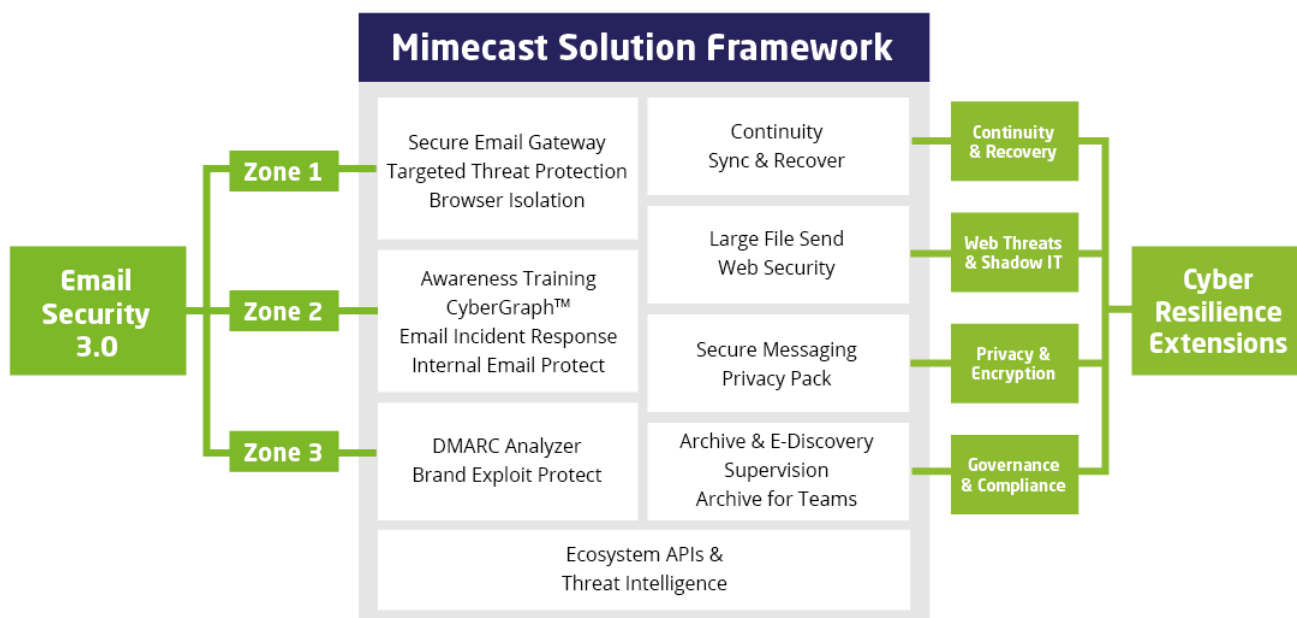 Mimecast Solution Framework
Email
Security
3.0
Zone 1
Secure Email Gateway
Targeted Threat Protection
Browser Isolation
Zone 2
Awareness Training
CyberGraph™
Email Incident Response
Internal Email Protect
Zone 3
DMARC Analyzer
Brand Exploit Protect
Continuity
Sync & Recover
Continuity
& Recovery
Large File Send
Web Security
Web Threats
& Shadow IT
Secure Messaging
Privacy Pack
Privacy &
Encryption
Archive & E-Discovery
Supervision
Archive for Teams
Governance
& Compliance
Cyber
Resilience
Extensions
Ecosystem APIs &
Threat Intelligence